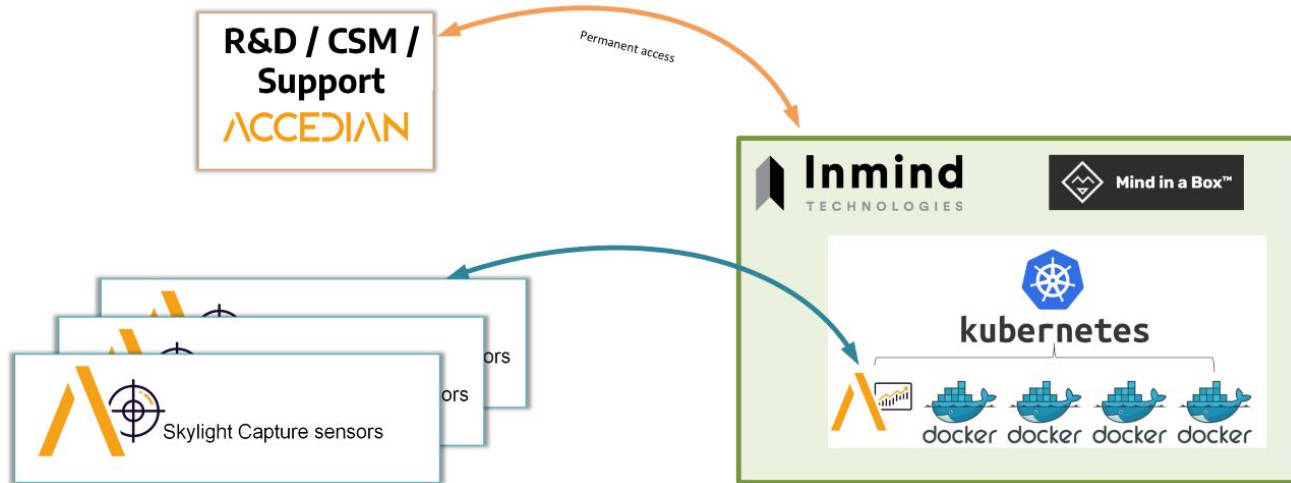 R&D / CSM /
Support
ACCEDIAN
Permanent access
Inmind
TECHNOLOGIES
Mind in a Box™
kubernetes
ors
ors
Skylight Capture sensors
docker
docker
docker
docker